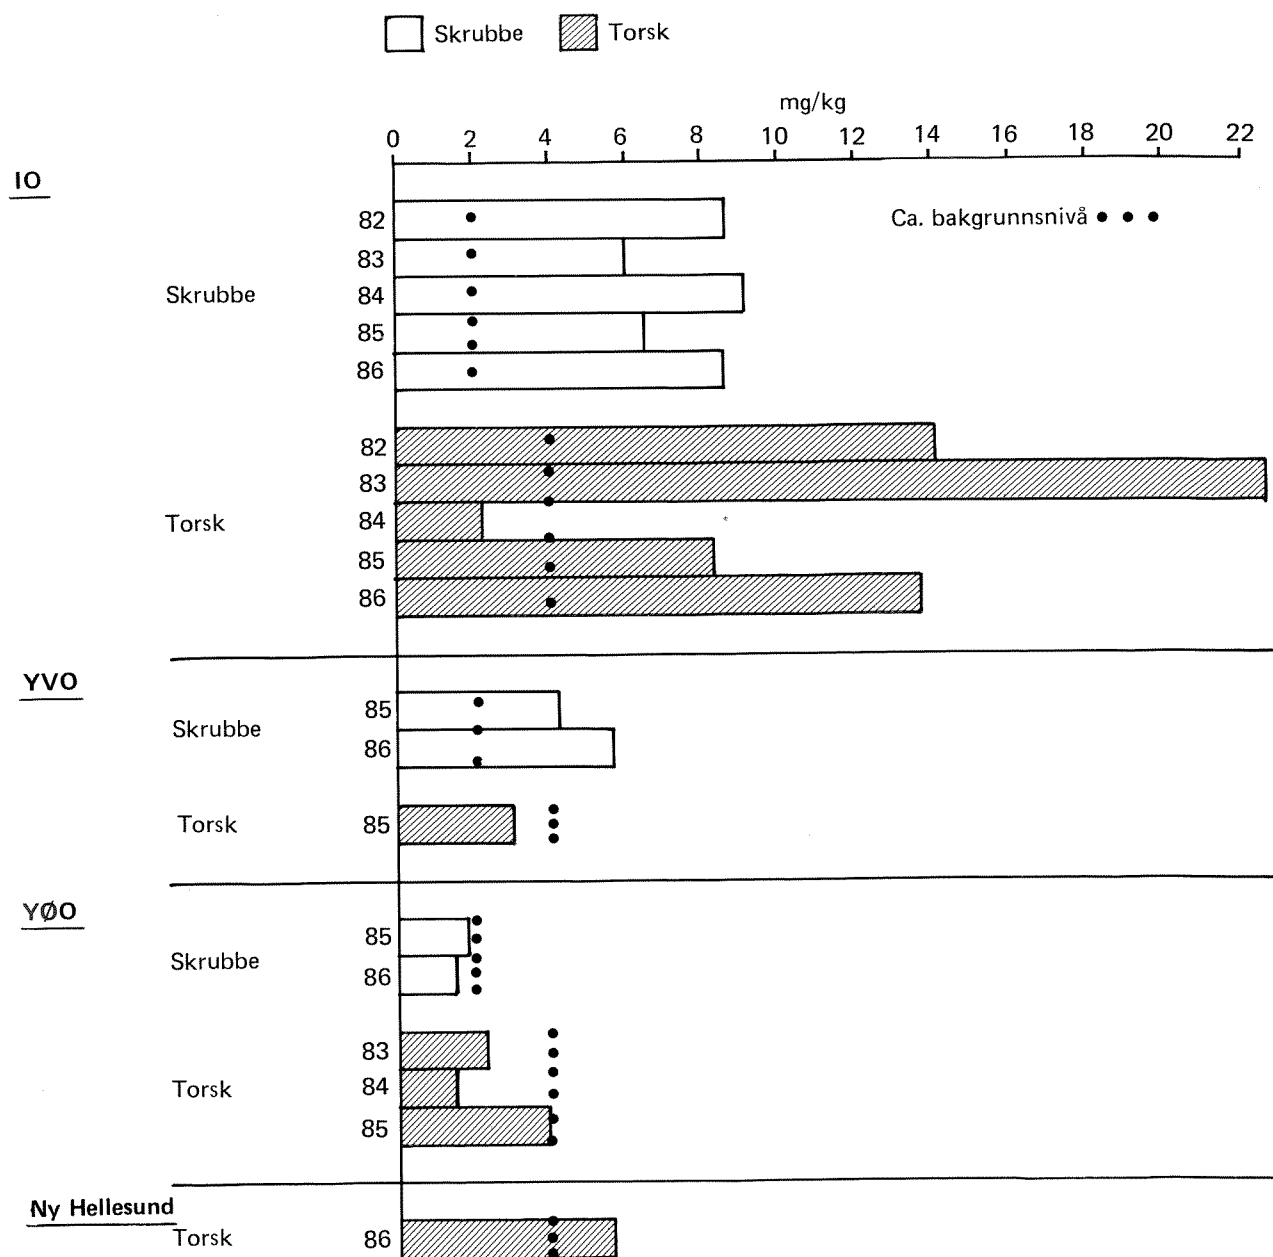 Skrubbe Torsk
mg/kg
0 2 4 6 8 10 12 14 16 18 20 22
IO
82
Ca. bakgrunnsnivå
83
Skrubbe
84
85
86
82
83
Torsk
84
85
86
YVO
85
Skrubbe
86
Torsk
85
YØO
85
Skrubbe
86
83
Torsk
84
85
Ny Hellesund
Torsk
86